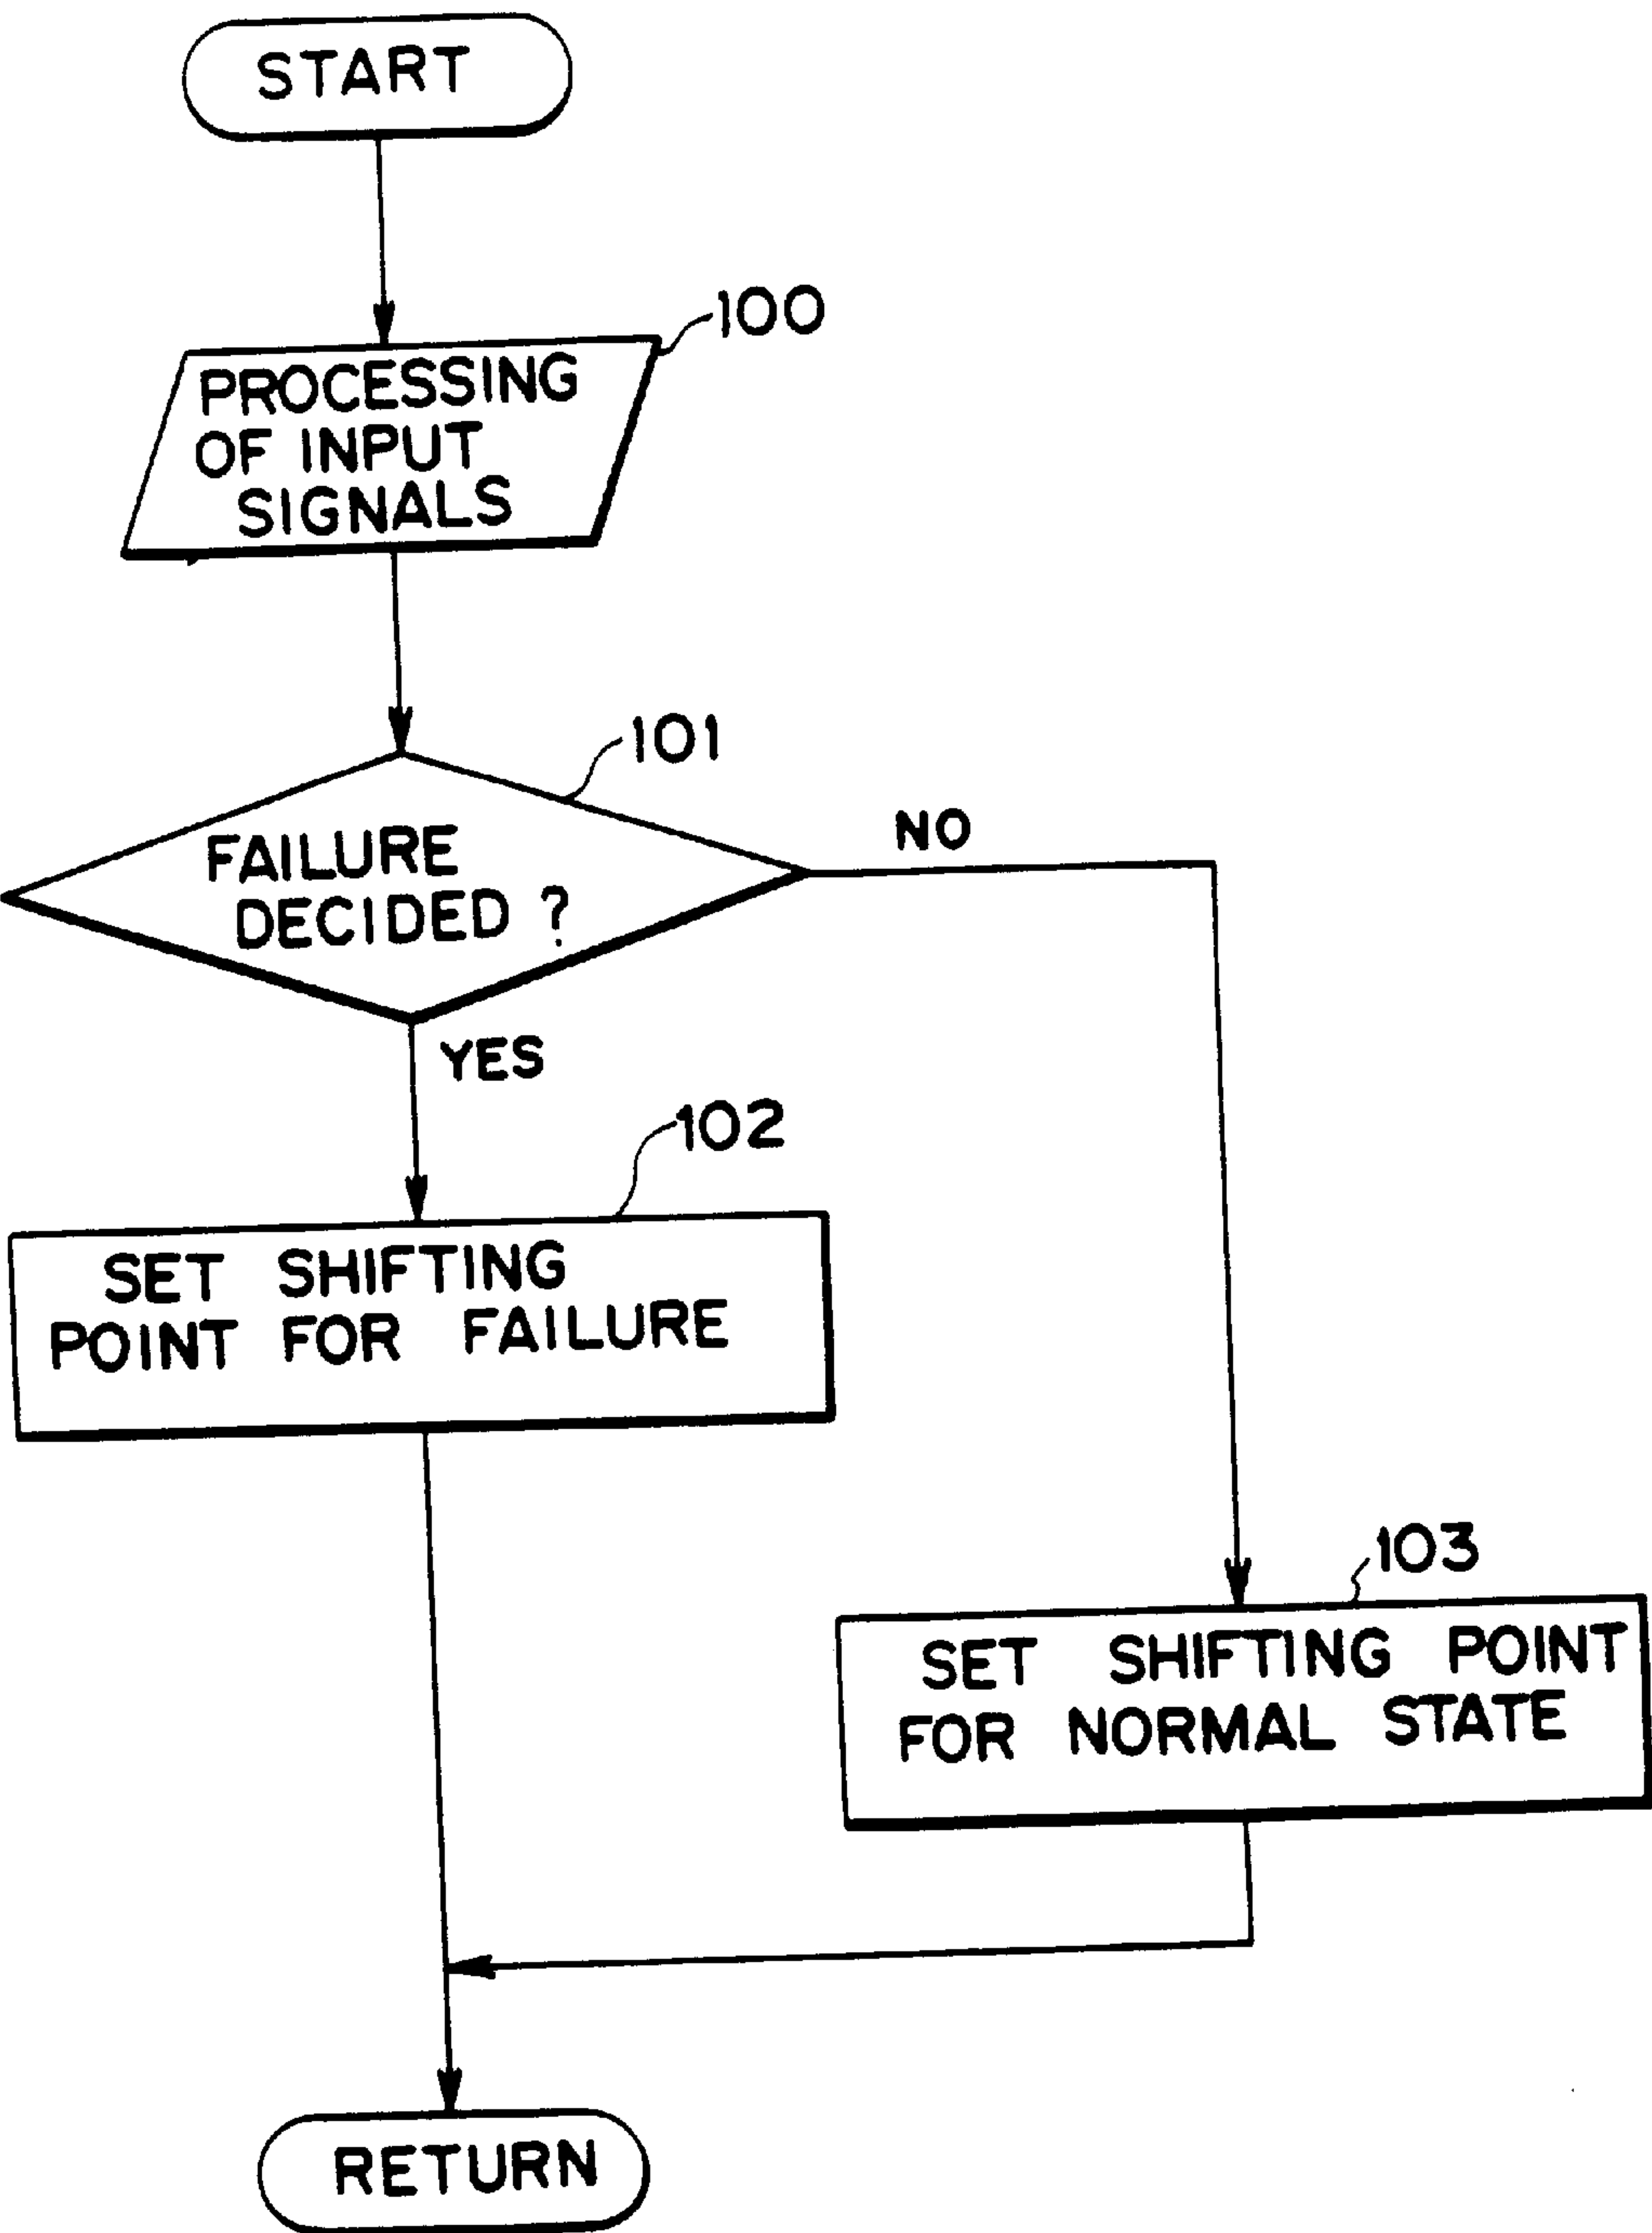 START
100
PROCESSING
OF INPUT
SIGNALS
101
FAILURE
DECIDED ?
NO
YES
102
SET SHIFTING
POINT FOR FAILURE
103
SET SHIFTING POINT
FOR NORMAL STATE
RETURN